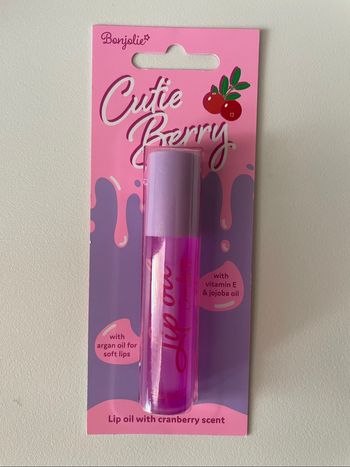 Bonjolie
Cutie
Berry
Lip oil
with
vitamin E
& jojoba oil
with
argan oil for
soft lips
Lip oil with cranberry scent